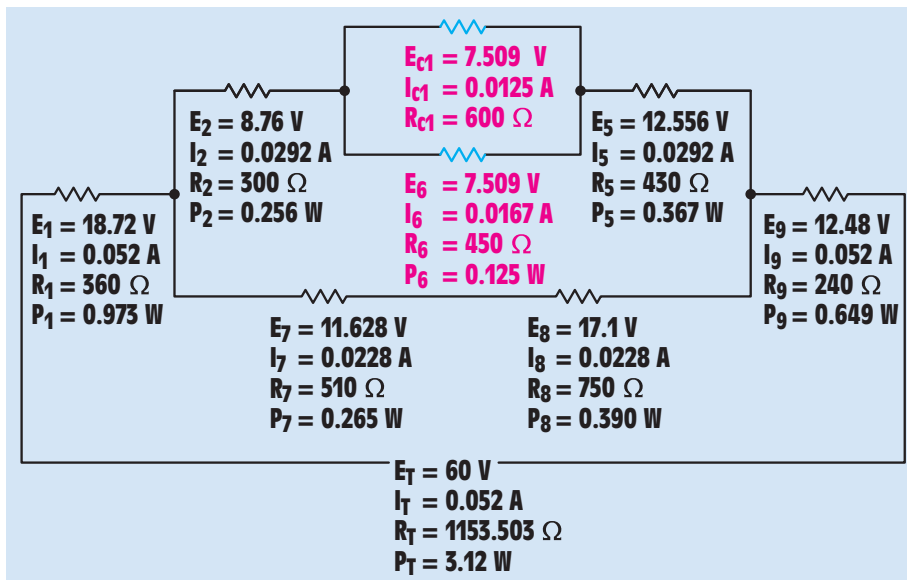 E_C1 = 7.509 V
I_C1 = 0.0125 A
R_C1 = 600 Ω
E_2 = 8.76 V
I_2 = 0.0292 A
R_2 = 300 Ω
P_2 = 0.256 W
E_5 = 12.556 V
I_5 = 0.0292 A
R_5 = 430 Ω
P_5 = 0.367 W
E_6 = 7.509 V
I_6 = 0.0167 A
R_6 = 450 Ω
P_6 = 0.125 W
E_1 = 18.72 V
I_1 = 0.052 A
R_1 = 360 Ω
P_1 = 0.973 W
E_9 = 12.48 V
I_9 = 0.052 A
R_9 = 240 Ω
P_9 = 0.649 W
E_7 = 11.628 V
I_7 = 0.0228 A
R_7 = 510 Ω
P_7 = 0.265 W
E_8 = 17.1 V
I_8 = 0.0228 A
R_8 = 750 Ω
P_8 = 0.390 W
E_T = 60 V
I_T = 0.052 A
R_T = 1153.503 Ω
P_T = 3.12 W